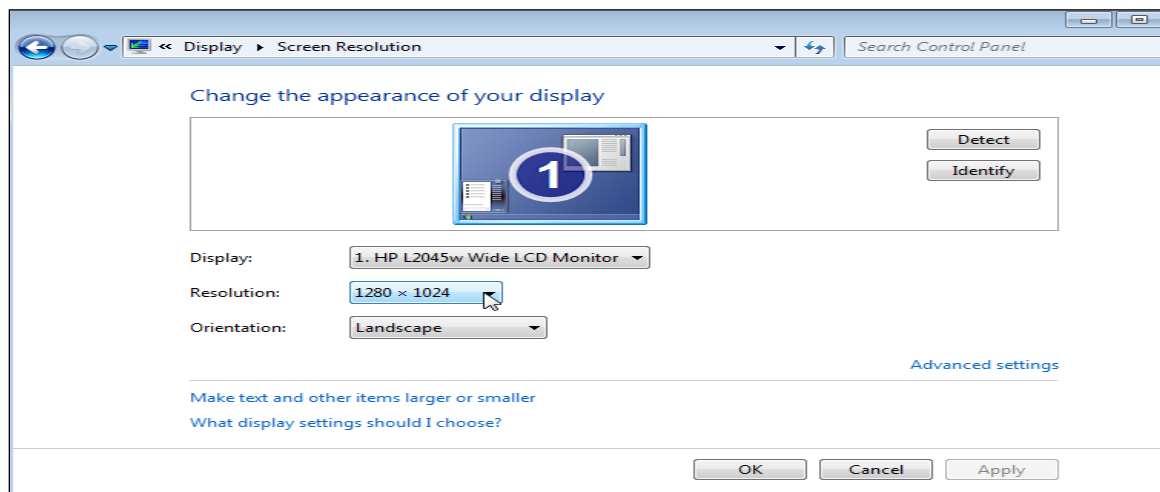 « Display ▸ Screen Resolution Search Control Panel
Change the appearance of your display
1
Detect
Identify
Display: 1. HP L2045w Wide LCD Monitor
Resolution: 1280 × 1024
Orientation: Landscape
Advanced settings
Make text and other items larger or smaller
What display settings should I choose?
OK Cancel Apply